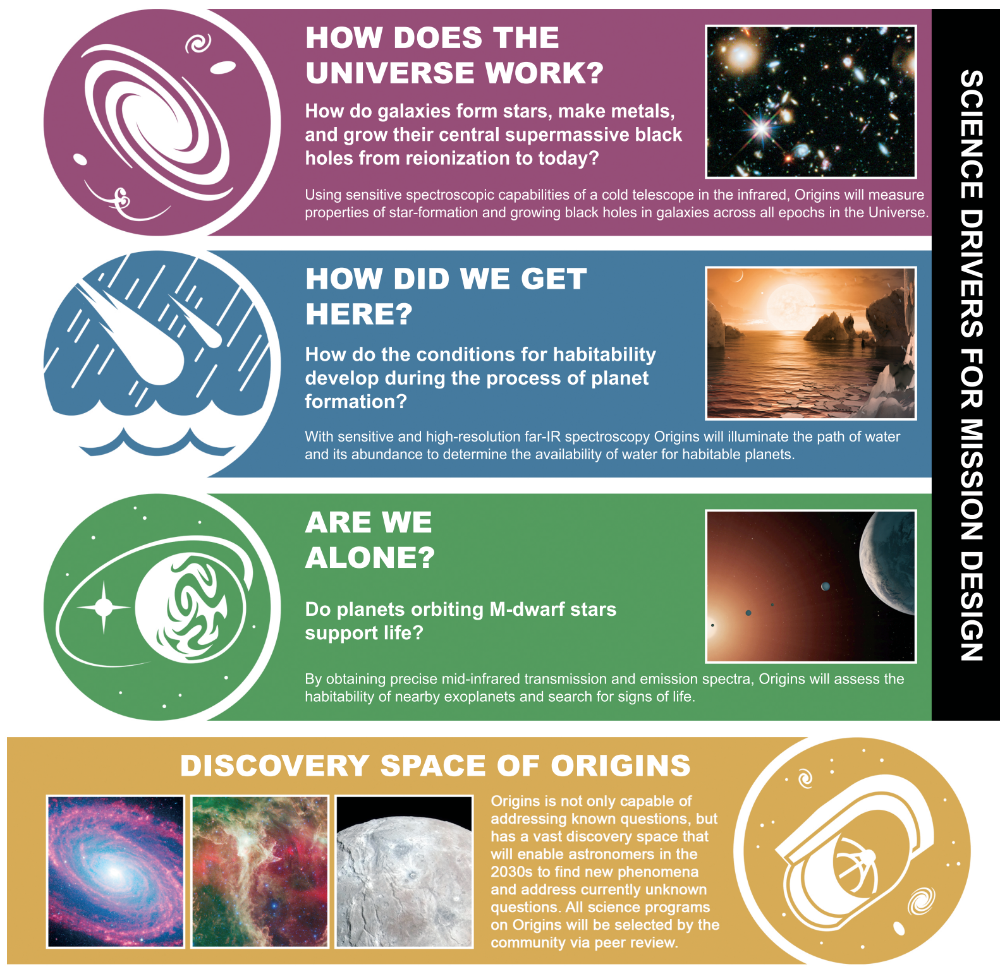 HOW DOES THE
UNIVERSE WORK?
How do galaxies form stars, make metals,
and grow their central supermassive black
holes from reionization to today?
Using sensitive spectroscopic capabilities of a cold telescope in the infrared, Origins will measure
properties of star-formation and growing black holes in galaxies across all epochs in the Universe.
HOW DID WE GET
HERE?
How do the conditions for habitability
develop during the process of planet
formation?
With sensitive and high-resolution far-IR spectroscopy Origins will illuminate the path of water
and its abundance to determine the availability of water for habitable planets.
ARE WE
ALONE?
Do planets orbiting M-dwarf stars
support life?
By obtaining precise mid-infrared transmission and emission spectra, Origins will assess the
habitability of nearby exoplanets and search for signs of life.
SCIENCE DRIVERS FOR MISSION DESIGN
DISCOVERY SPACE OF ORIGINS
Origins is not only capable of
addressing known questions, but
has a vast discovery space that
will enable astronomers in the
2030s to find new phenomena
and address currently unknown
questions. All science programs
on Origins will be selected by the
community via peer review.